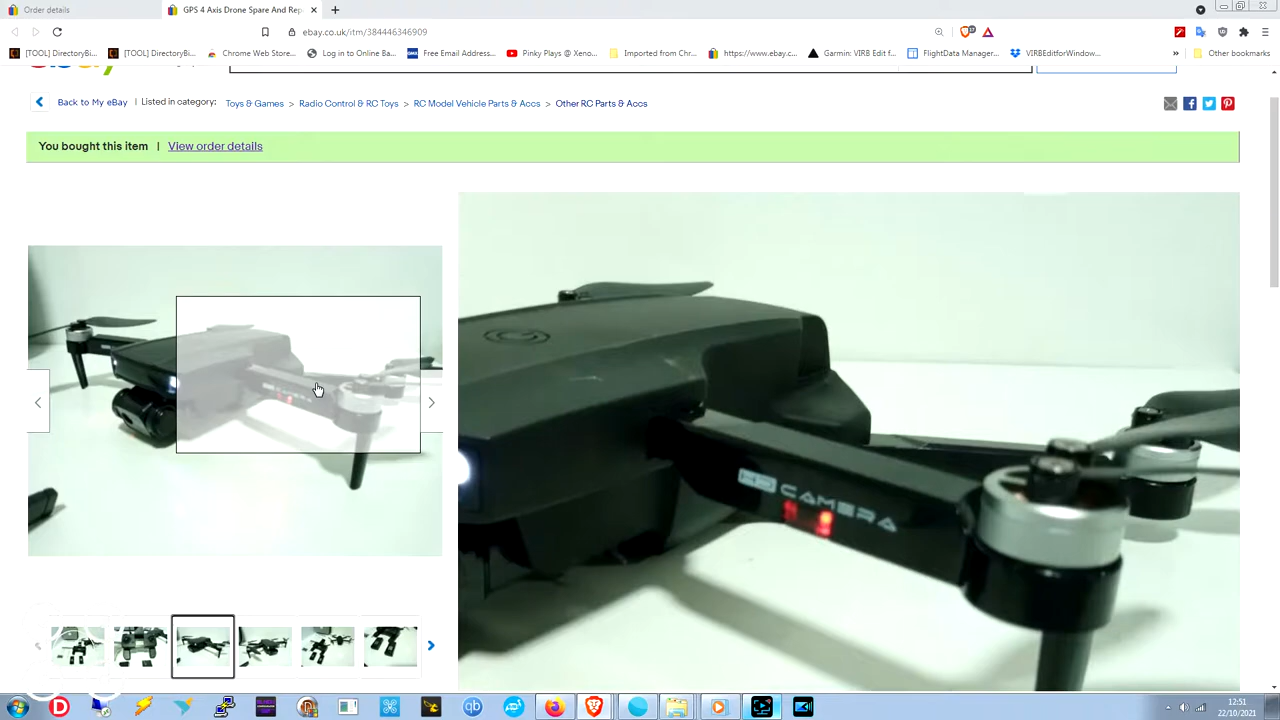 Order details
GPS 4 Axis Drone Spare And Rep
ebay.co.uk/itm/384446346909
[TOOL] DirectoryBi...
[TOOL] DirectoryBi...
Chrome Web Store...
Log in to Online Ba...
Free Email Address...
Pinky Plays @ Xeno...
Imported from Chr...
https://www.ebay.c...
Garmin VIRB Edit f...
FlightData Manager...
VIRBEditforWindow...
»
Other bookmarks
Back to My eBay | Listed in category: Toys & Games > Radio Control & RC Toys > RC Model Vehicle Parts & Accs > Other RC Parts & Accs
You bought this item | View order details
HD CAMERA
12:51
22/10/2021